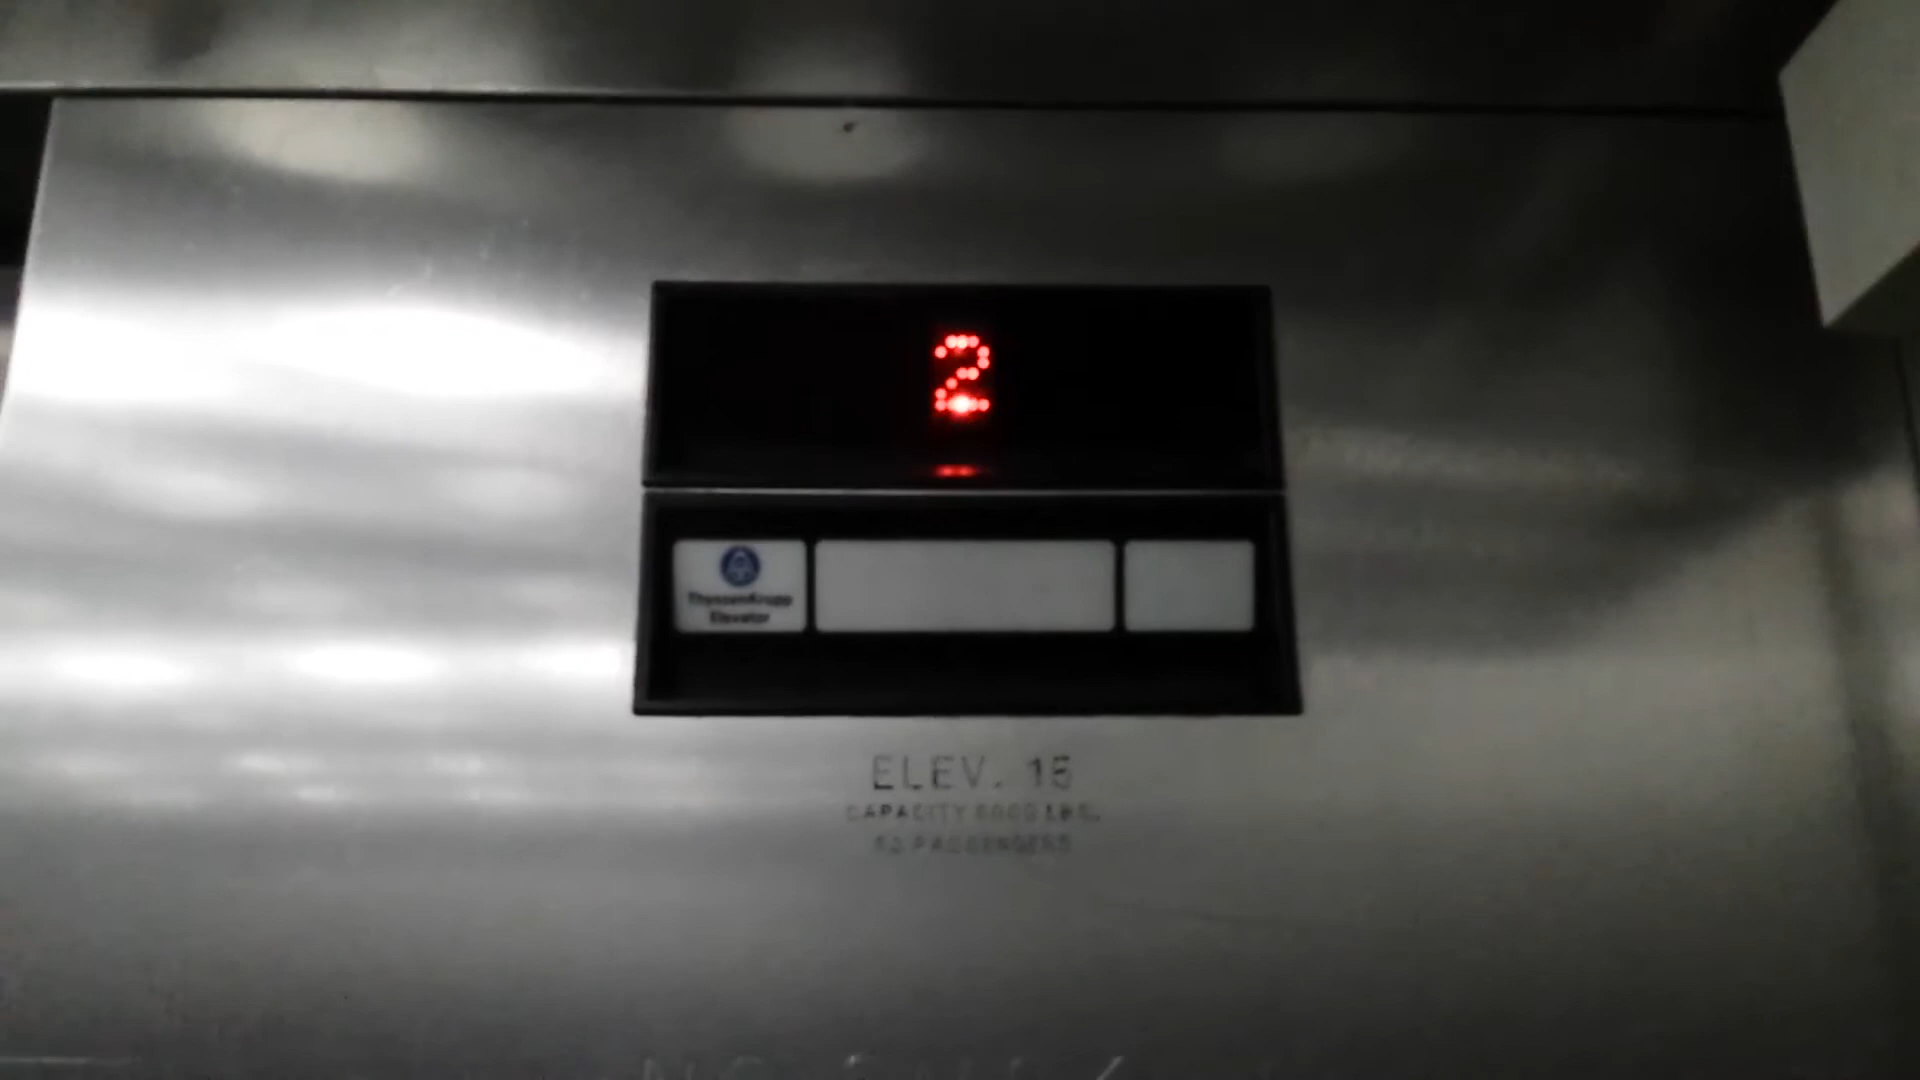 2
ThyssenKrupp
Elevator
ELEV. 15
CAPACITY LBS.
PASSENGERS